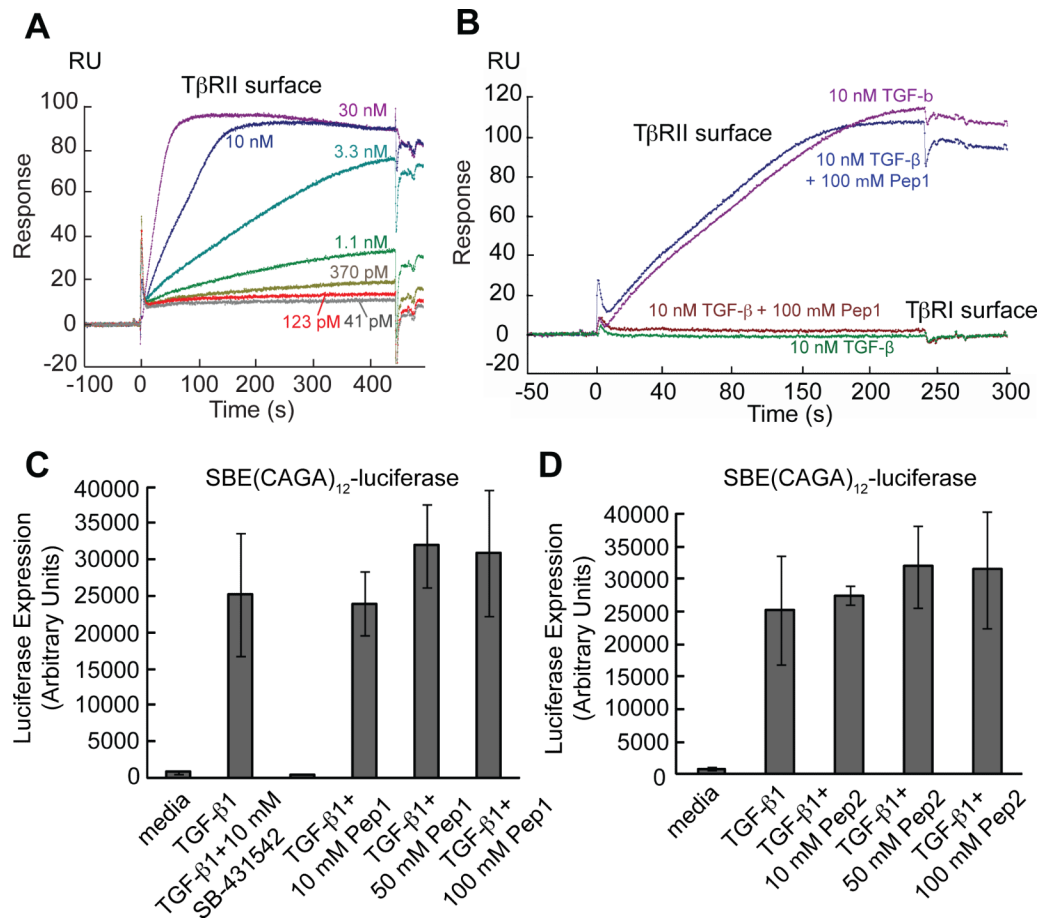 A
RU
TβRII surface
100
80
60
40
20
0
-20
Response
30 nM
10 nM
3.3 nM
1.1 nM
370 pM
123 pM
41 pM
-100
0
100
200
300
400
Time (s)
B
RU
120
100
80
60
40
20
0
-20
Response
TβRII surface
10 nM TGF-b
10 nM TGF-β
+ 100 mM Pep1
10 nM TGF-β + 100 mM Pep1
TβRI surface
10 nM TGF-β
-50
0
40
80
150
200
240
300
Time (s)
C
SBE(CAGA)12-luciferase
Luciferase Expression
(Arbitrary Units)
40000
35000
30000
25000
20000
15000
10000
5000
0
media
TGF-β1
TGF-β1+10 mM
SB-431542
TGF-β1+
10 mM Pep1
TGF-β1+
50 mM Pep1
TGF-β1+
100 mM Pep1
D
SBE(CAGA)12-luciferase
Luciferase Expression
(Arbitrary Units)
40000
35000
30000
25000
20000
15000
10000
5000
0
media
TGF-β1
TGF-β1+
10 mM Pep2
TGF-β1+
50 mM Pep2
TGF-β1+
100 mM Pep2